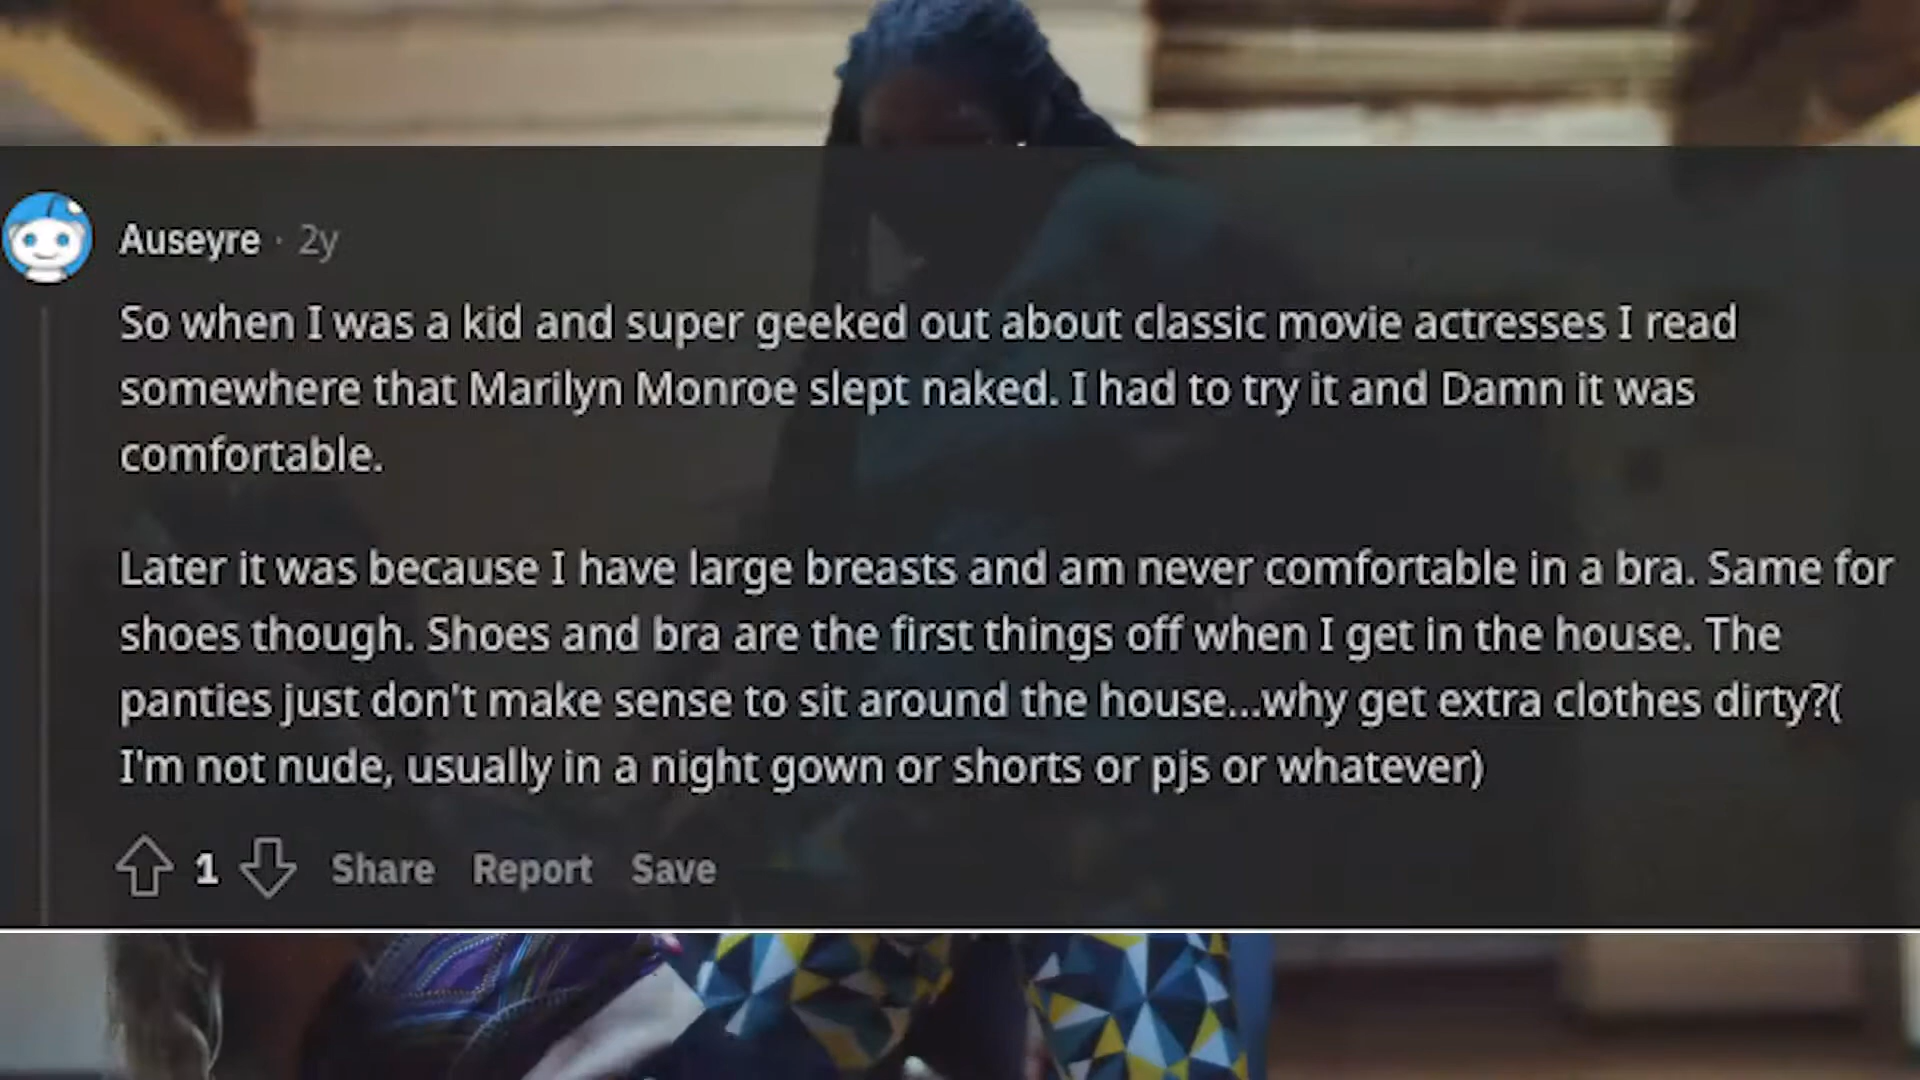 Auseyre · 2y
So when I was a kid and super geeked out about classic movie actresses I read
somewhere that Marilyn Monroe slept naked. I had to try it and Damn it was
comfortable.
Later it was because I have large breasts and am never comfortable in a bra. Same for
shoes though. Shoes and bra are the first things off when I get in the house. The
panties just don't make sense to sit around the house...why get extra clothes dirty?(
I'm not nude, usually in a night gown or shorts or pjs or whatever)
1 Share Report Save